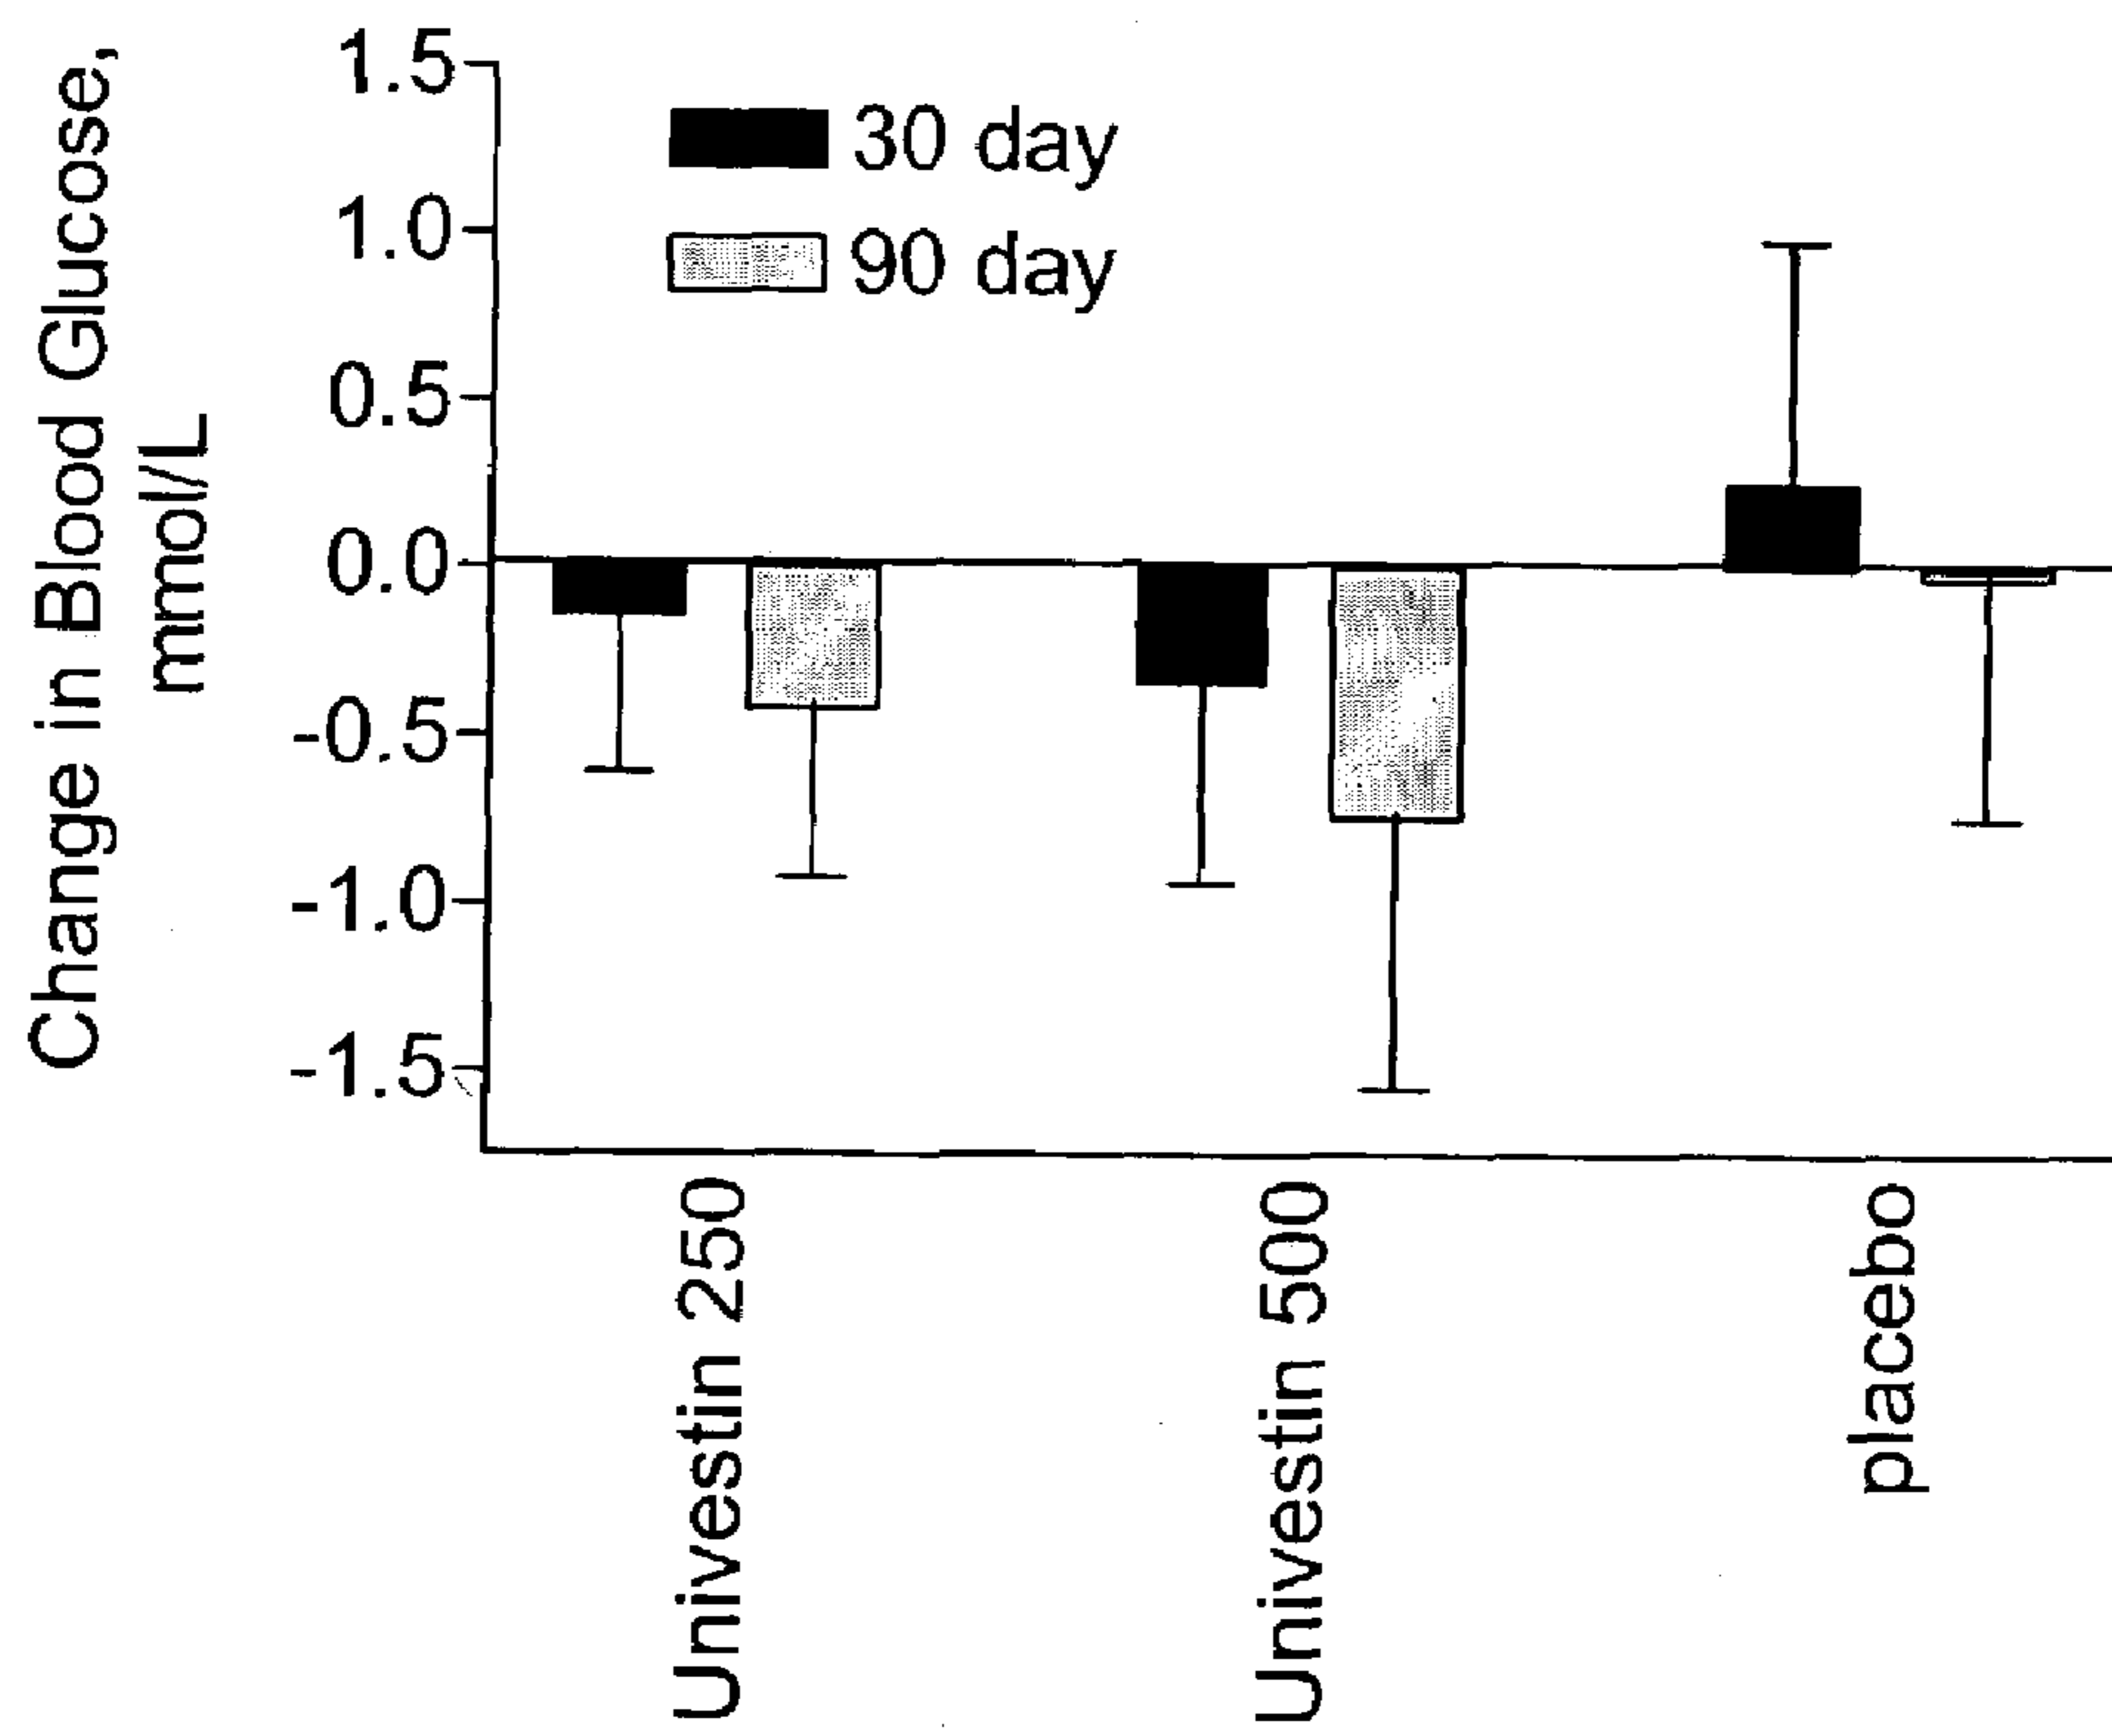 Change in Blood Glucose,
mmol/L
1.5
1.0
0.5
0.0
-0.5
-1.0
-1.5
30 day
90 day
Univestin 250
Univestin 500
placebo